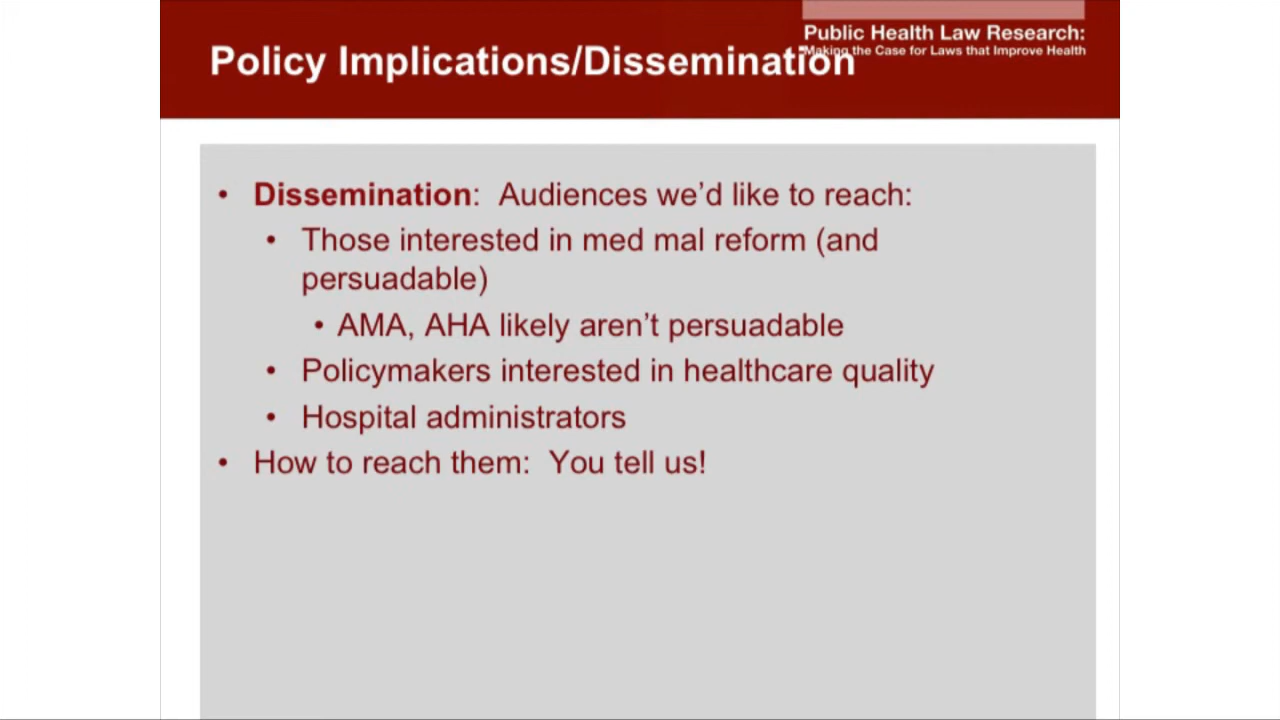 Public Health Law Research:
Making the Case for Laws that Improve Health
Policy Implications/Dissemination
• Dissemination: Audiences we’d like to reach:
• Those interested in med mal reform (and
persuadable)
• AMA, AHA likely aren’t persuadable
• Policymakers interested in healthcare quality
• Hospital administrators
• How to reach them: You tell us!